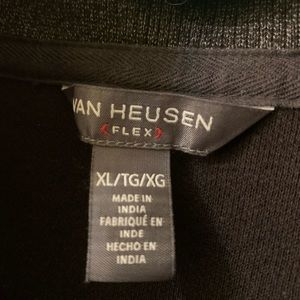 VAN HEUSEN
FLEX
XL/TG/XG
MADE IN
INDIA
FABRIQUÉ EN
INDE
HECHO EN
INDIA